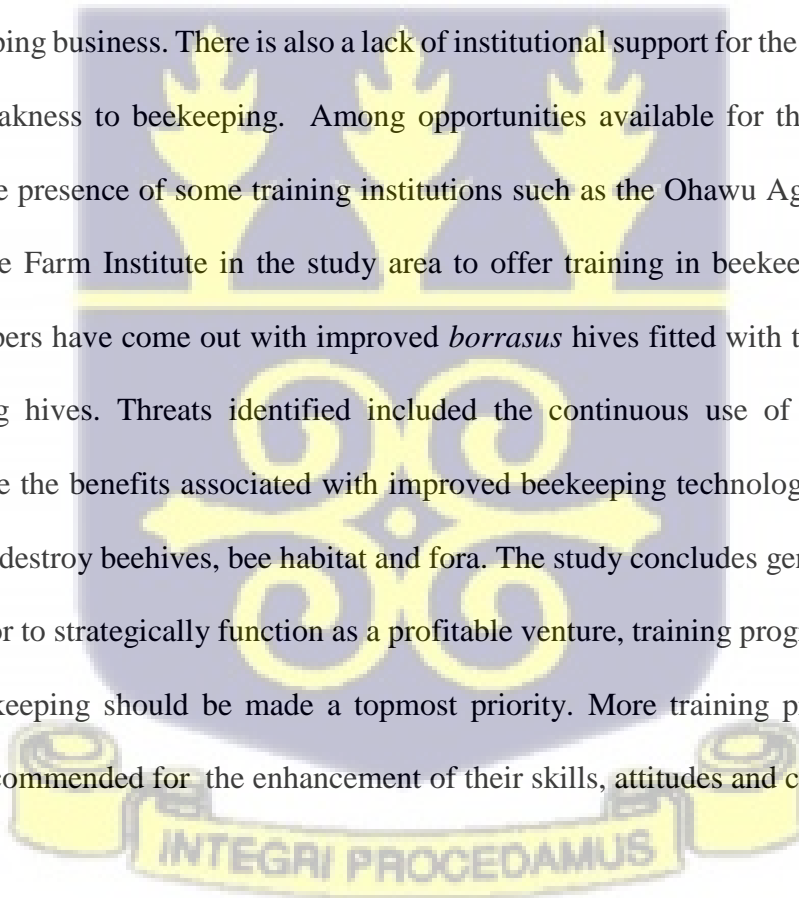 ping business. There is also a lack of institutional support for the
akness to beekeeping. Among opportunities available for th
e presence of some training institutions such as the Ohawu Ag
e Farm Institute in the study area to offer training in beekee
pers have come out with improved borrasus hives fitted with t
g hives. Threats identified included the continuous use of
e the benefits associated with improved beekeeping technolog
destroy beehives, bee habitat and fora. The study concludes ger
or to strategically function as a profitable venture, training prog
keeping should be made a topmost priority. More training p
commended for the enhancement of their skills, attitudes and c
INTEGRI PROCEDAMUS